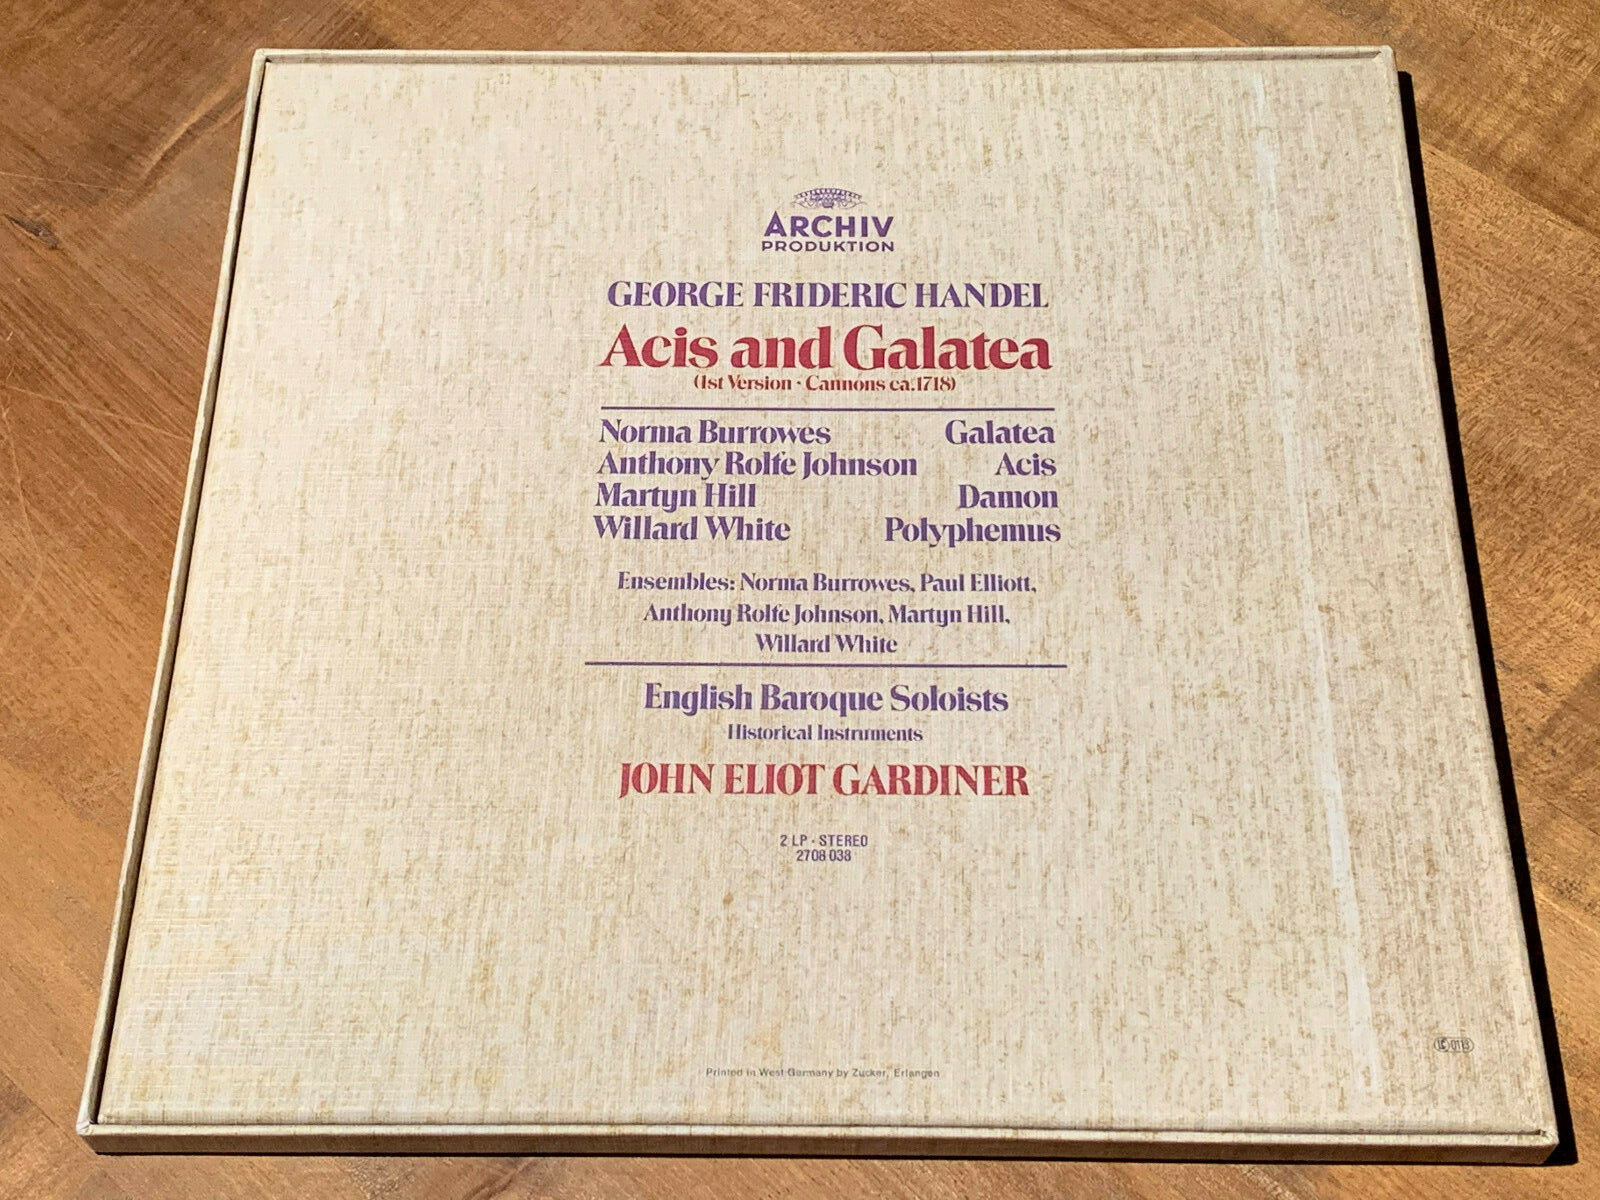 ARCHIV
PRODUKTION
GEORGE FRIDERIC HANDEL
Acis and Galatea
(1st Version · Cannons ca.1718)
Norma Burrowes Galatea
Anthony Rolfe Johnson Acis
Martyn Hill Damon
Willard White Polyphemus
Ensembles: Norma Burrowes, Paul Elliott,
Anthony Rolfe Johnson, Martyn Hill,
Willard White
English Baroque Soloists
Historical Instruments
JOHN ELIOT GARDINER
2 LP · STEREO
2708 038
LC 0113
Printed in West Germany by Zucker, Erlangen